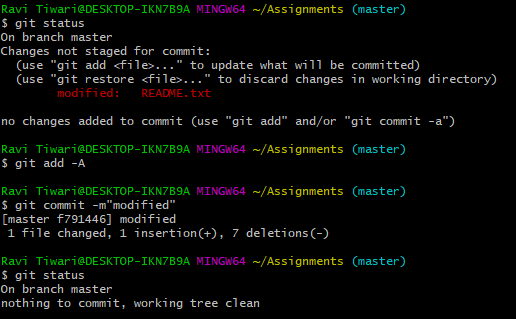 Ravi Tiwari@DESKTOP-IKN7B9A MINGW64 ~/Assignments (master)
$ git status
On branch master
Changes not staged for commit:
  (use "git add <file>..." to update what will be committed)
  (use "git restore <file>..." to discard changes in working directory)
        modified:   README.txt

no changes added to commit (use "git add" and/or "git commit -a")

Ravi Tiwari@DESKTOP-IKN7B9A MINGW64 ~/Assignments (master)
$ git add -A

Ravi Tiwari@DESKTOP-IKN7B9A MINGW64 ~/Assignments (master)
$ git commit -m"modified"
[master f791446] modified
 1 file changed, 1 insertion(+), 7 deletions(-)

Ravi Tiwari@DESKTOP-IKN7B9A MINGW64 ~/Assignments (master)
$ git status
On branch master
nothing to commit, working tree clean